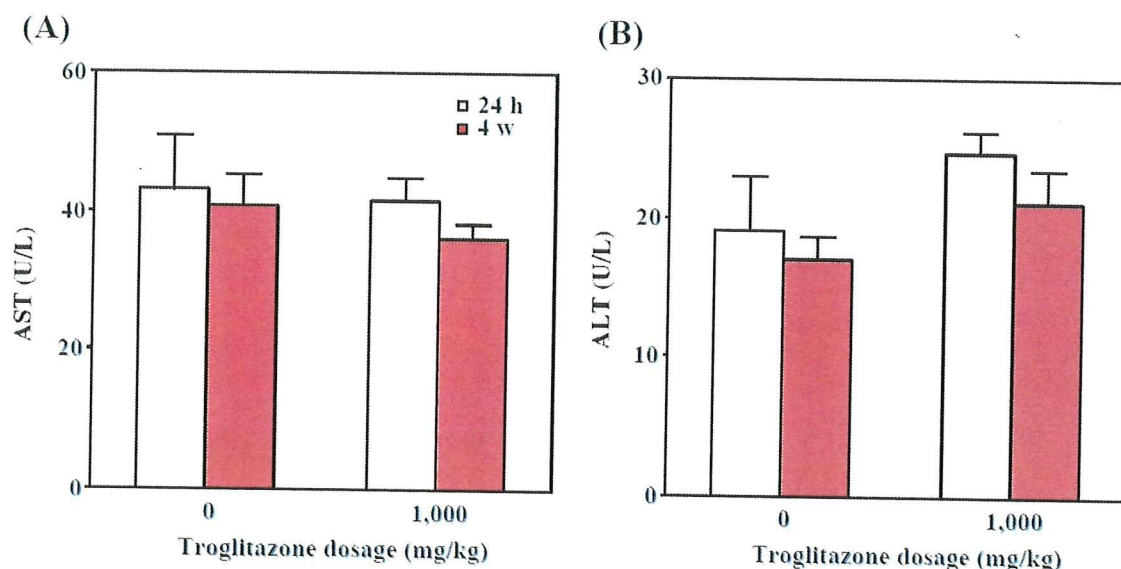 (A)
60
40
20
0
AST (U/L)
24 h
4 w
0
1,000
Troglitazone dosage (mg/kg)
(B)
30
20
10
0
ALT (U/L)
0
1,000
Troglitazone dosage (mg/kg)